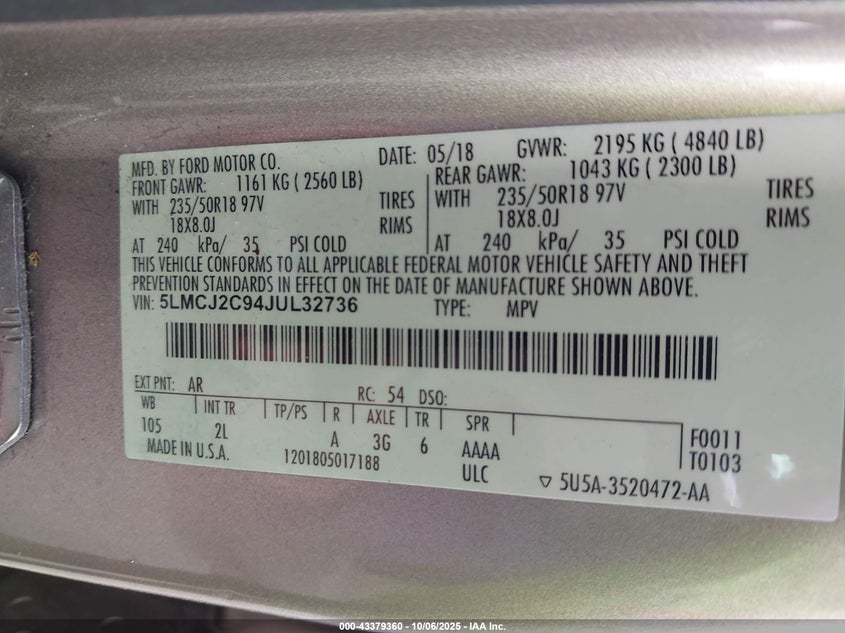 MFD. BY FORD MOTOR CO. DATE: 05/18 GVWR: 2195 KG ( 4840 LB)
FRONT GAWR: 1161 KG ( 2560 LB) REAR GAWR: 1043 KG ( 2300 LB)
WITH 235/50R18 97V TIRES WITH 235/50R18 97V TIRES
18X8.0J RIMS 18X8.0J RIMS
AT 240 kPa/ 35 PSI COLD AT 240 kPa/ 35 PSI COLD
THIS VEHICLE CONFORMS TO ALL APPLICABLE FEDERAL MOTOR VEHICLE SAFETY AND THEFT
PREVENTION STANDARDS IN EFFECT ON THE DATE OF MANUFACTURE SHOWN ABOVE.
VIN: 5LMCJ2C94JUL32736 TYPE: MPV
EXT PNT: AR RC: 54 DSO:
WB INT TR TP/PS R AXLE TR SPR
105 2L A 3G 6 AAAA F0011
MADE IN U.S.A. 1201805017188 ULC T0103
5U5A-3520472-AA
000-43379360 - 10/06/2025 - IAA Inc.